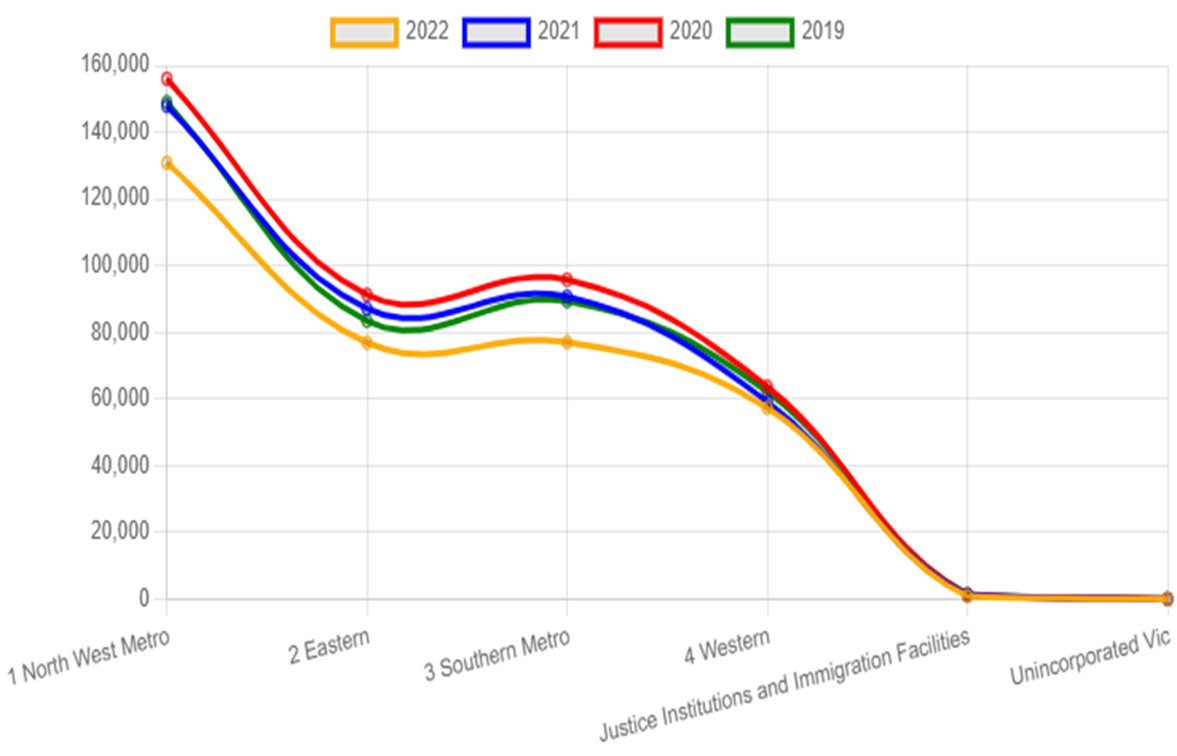 2022 2021 2020 2019
160,000
140,000
120,000
100,000
80,000
60,000
40,000
20,000
0
1 North West Metro
2 Eastern
3 Southern Metro
4 Western
Justice Institutions and Immigration Facilities
Unincorporated Vic